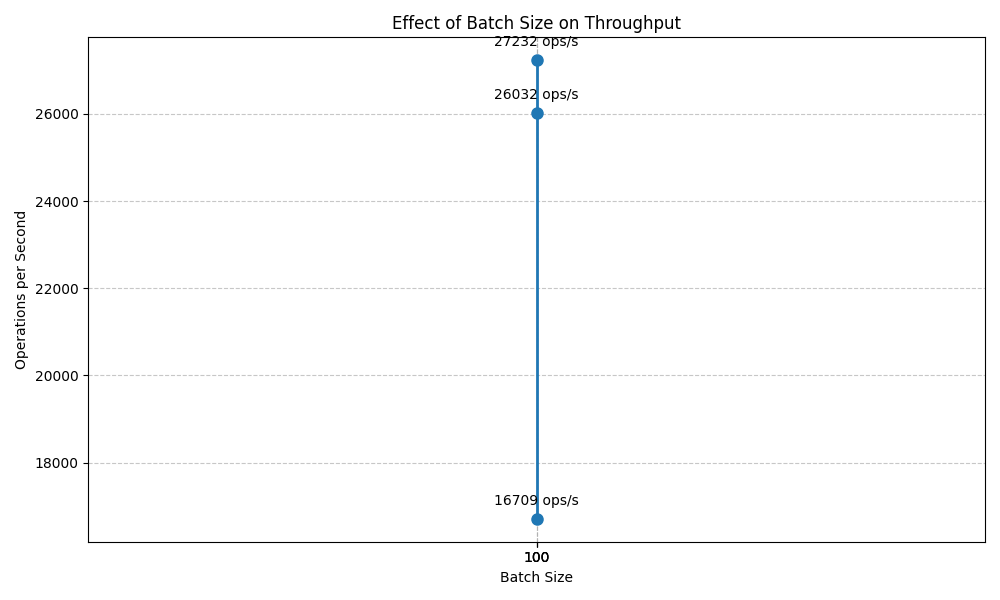 Effect of Batch Size on Throughput
27232 ops/s
26032 ops/s
26000
24000
22000
20000
18000
16709 ops/s
Operations per Second
100
Batch Size